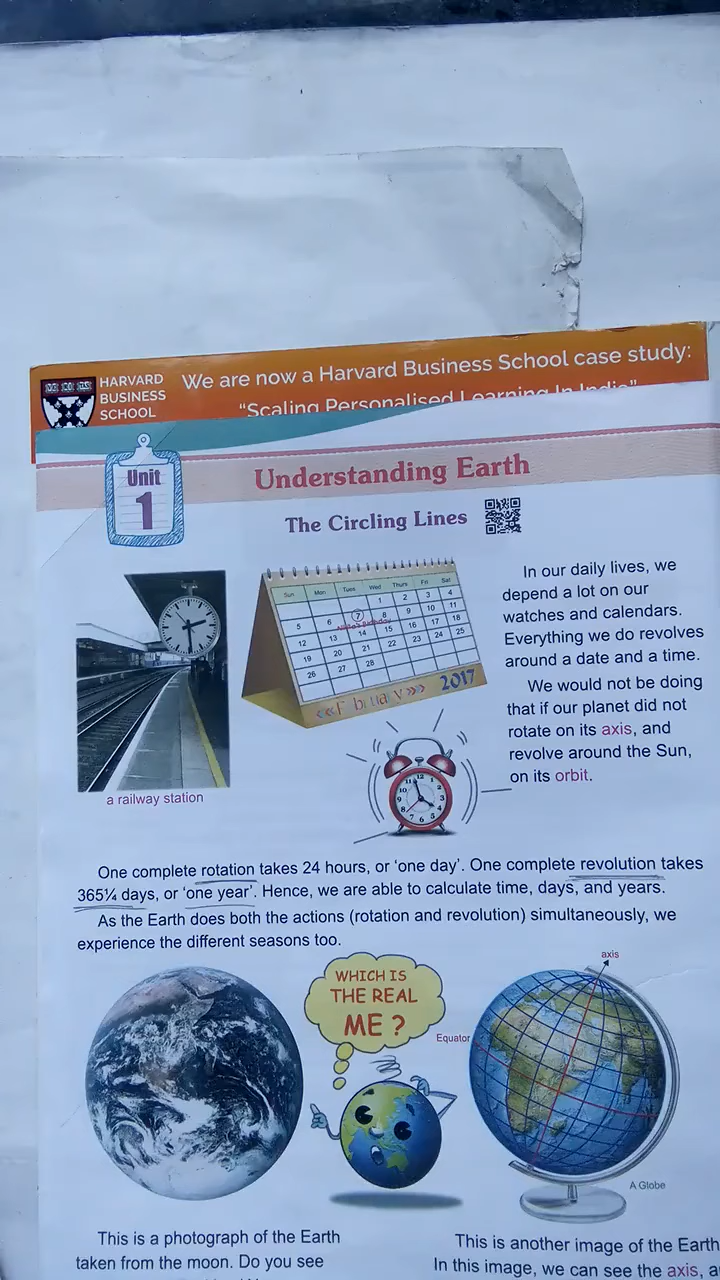 HARVARD
BUSINESS
SCHOOL
We are now a Harvard Business School case study:
“Scaling Personalised Learning In India”
Unit
1
Understanding Earth
The Circling Lines
Sun Mon Tues Wed Thurs Fri Sat
1 2 3 4
5 6 7 8 9 10 11
12 13 14 15 16 17 18
19 20 21 22 23 24 25
26 27 28
«February»» 2017
In our daily lives, we
depend a lot on our
watches and calendars.
Everything we do revolves
around a date and a time.
We would not be doing
that if our planet did not
rotate on its axis, and
revolve around the Sun,
on its orbit.
a railway station
One complete rotation takes 24 hours, or ‘one day’. One complete revolution takes
365¼ days, or ‘one year’. Hence, we are able to calculate time, days, and years.
As the Earth does both the actions (rotation and revolution) simultaneously, we
experience the different seasons too.
WHICH IS
THE REAL
ME ?
axis
Equator
A Globe
This is a photograph of the Earth
taken from the moon. Do you see
This is another image of the Earth
In this image, we can see the axis, a